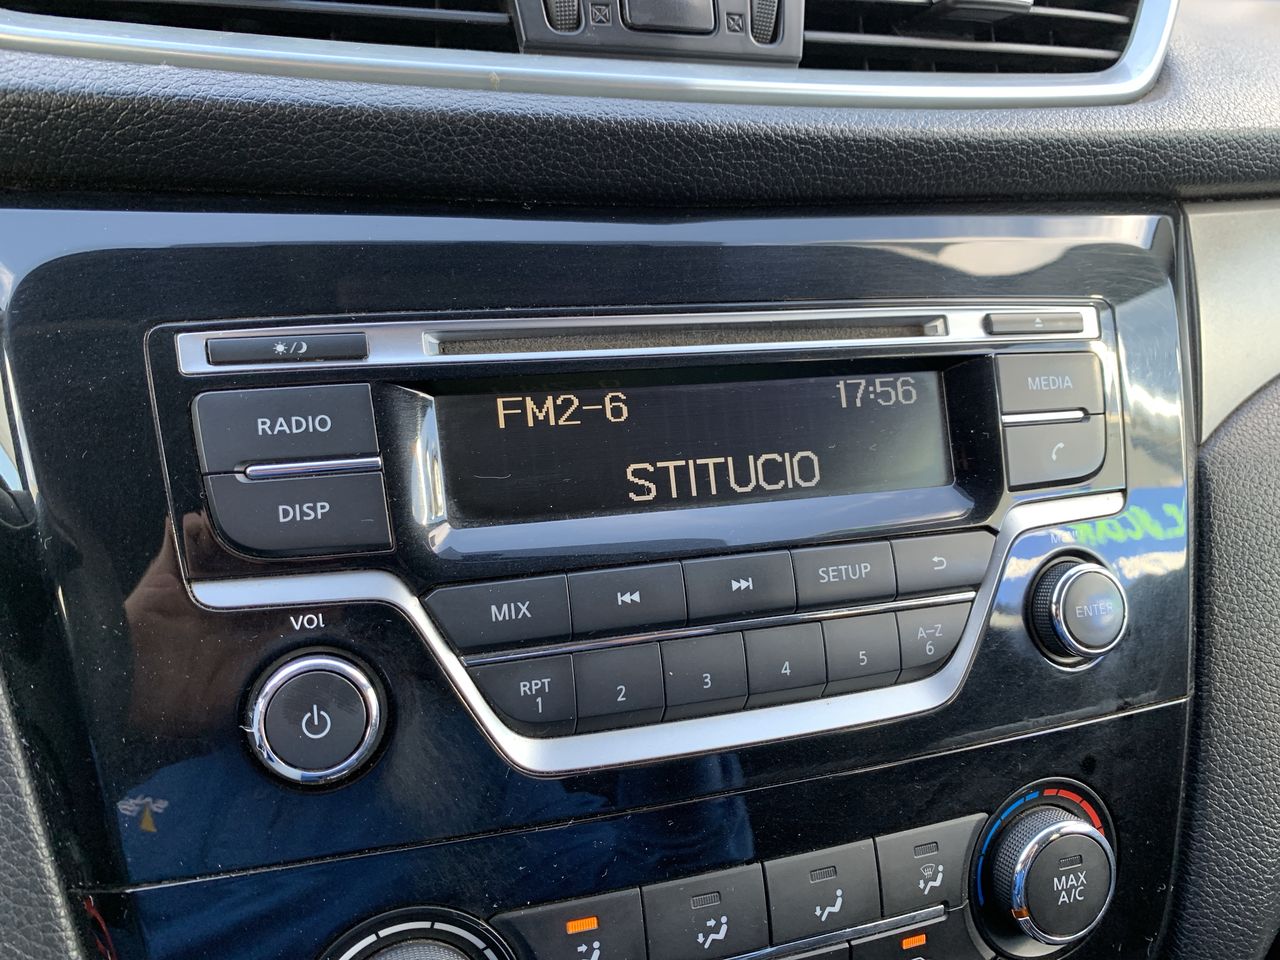 FM2-6 17:56
STITUCIO
RADIO
DISP
MEDIA
MIX
SETUP
MENU
VOL
ENTER
RPT
1
2
3
4
5
A-Z
6
MAX
A/C